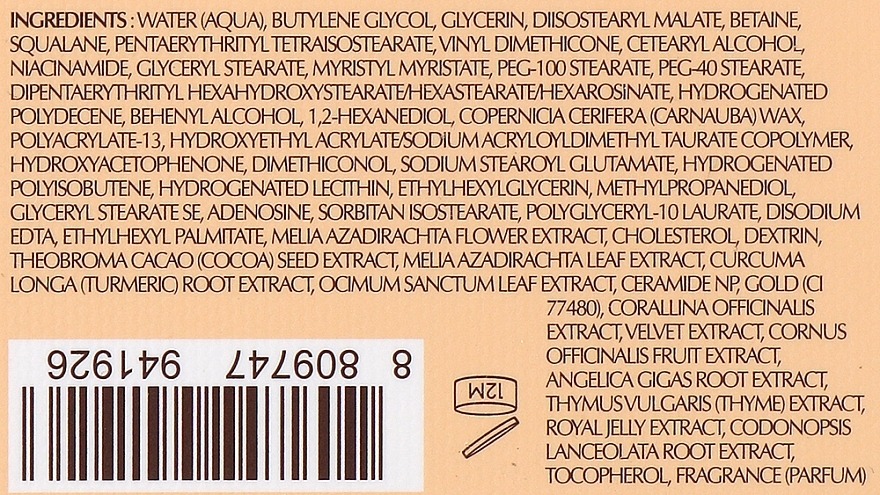 INGREDIENTS : WATER (AQUA), BUTYLENE GLYCOL, GLYCERIN, DIISOSTEARYL MALATE, BETAINE,
SQUALANE, PENTAERYTHRITYL TETRAISOSTEARATE, VINYL DIMETHICONE, CETEARYL ALCOHOL,
NIACINAMIDE, GLYCERYL STEARATE, MYRISTYL MYRISTATE, PEG-100 STEARATE, PEG-40 STEARATE,
DIPENTAERYTHRITYL HEXAHYDROXYSTEARATE/HEXASTEARATE/HEXAROSiNATE, HYDROGENATED
POLYDECENE, BEHENYL ALCOHOL, 1,2-HEXANEDIOL, COPERNICIA CERIFERA (CARNAUBA) WAX,
POLYACRYLATE-13, HYDROXYETHYL ACRYLATE/SODiUM ACRYLOYLDIMETHYL TAURATE COPOLYMER,
HYDROXYACETOPHENONE, DIMETHICONOL, SODIUM STEAROYL GLUTAMATE, HYDROGENATED
POLYISOBUTENE, HYDROGENATED LECITHIN, ETHYLHEXYLGLYCERIN, METHYLPROPANEDIOL,
GLYCERYL STEARATE SE, ADENOSINE, SORBITAN ISOSTEARATE, POLYGLYCERYL-10 LAURATE, DISODIUM
EDTA, ETHYLHEXYL PALMITATE, MELIA AZADIRACHTA FLOWER EXTRACT, CHOLESTEROL, DEXTRIN,
THEOBROMA CACAO (COCOA) SEED EXTRACT, MELIA AZADIRACHTA LEAF EXTRACT, CURCUMA
LONGA (TURMERIC) ROOT EXTRACT, OCIMUM SANCTUM LEAF EXTRACT, CERAMIDE NP, GOLD (CI
77480), CORALLINA OFFICINALIS
EXTRACT, VELVET EXTRACT, CORNUS
OFFICINALIS FRUIT EXTRACT,
ANGELICA GIGAS ROOT EXTRACT,
THYMUS VULGARIS (THYME) EXTRACT,
ROYAL JELLY EXTRACT, CODONOPSIS
LANCEOLATA ROOT EXTRACT,
TOCOPHEROL, FRAGRANCE (PARFUM)
8 809747 941926
12M